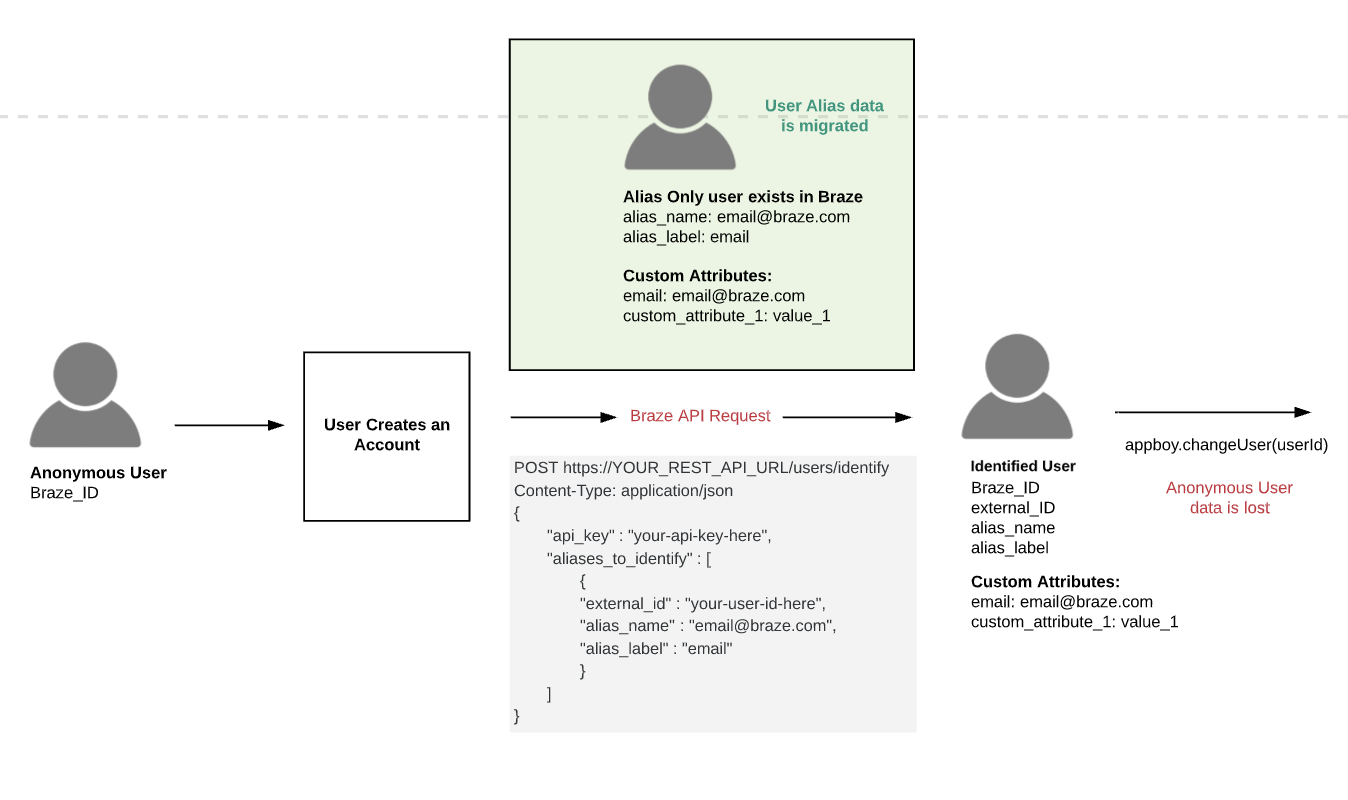 User Alias data
is migrated
Alias Only user exists in Braze
alias_name: email@braze.com
alias_label: email
Custom Attributes:
email: email@braze.com
custom_attribute_1: value_1
Anonymous User
Braze_ID
User Creates an
Account
Braze API Request
POST https://YOUR_REST_API_URL/users/identify
Content-Type: application/json
{
"api_key" : "your-api-key-here",
"aliases_to_identify" : [
{
"external_id" : "your-user-id-here",
"alias_name" : "email@braze.com",
"alias_label" : "email"
}
]
}
Identified User
Braze_ID
external_ID
alias_name
alias_label
Custom Attributes:
email: email@braze.com
custom_attribute_1: value_1
appboy.changeUser(userId)
Anonymous User
data is lost